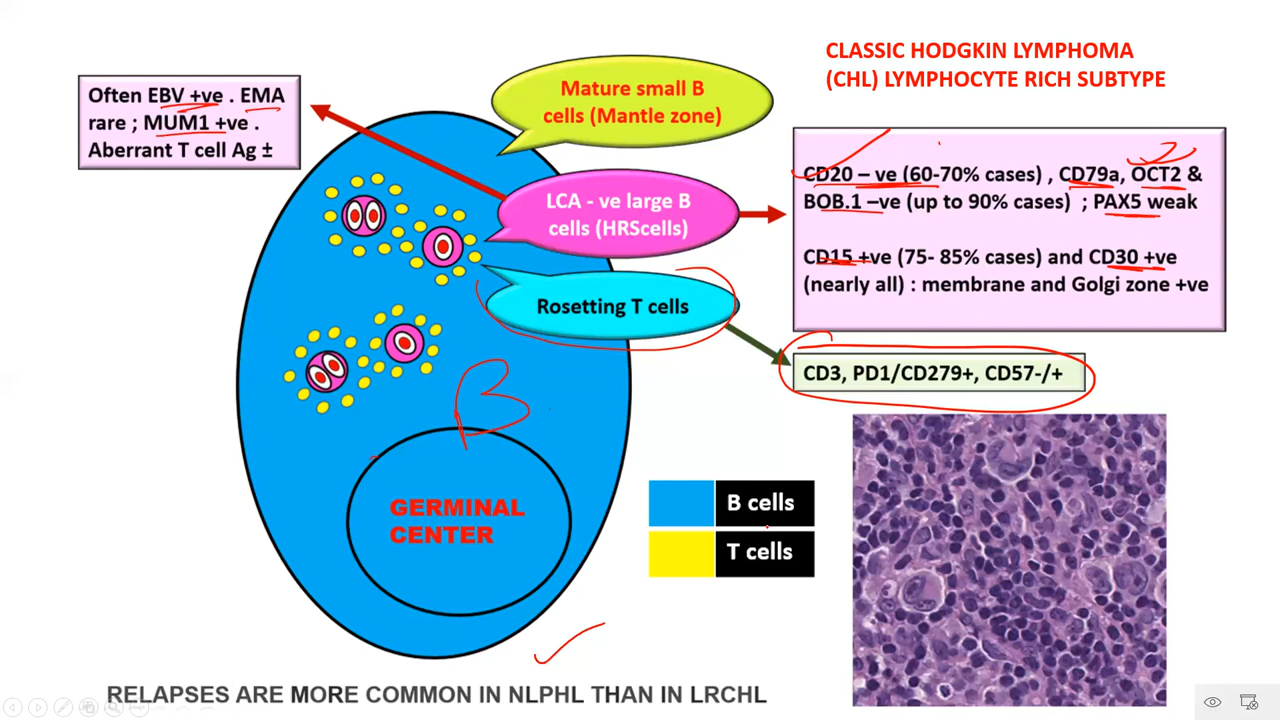 CLASSIC HODGKIN LYMPHOMA
(CHL) LYMPHOCYTE RICH SUBTYPE
Often EBV +ve . EMA
rare ; MUM1 +ve .
Aberrant T cell Ag ±
Mature small B
cells (Mantle zone)
LCA - ve large B
cells (HRScells)
CD20 – ve (60-70% cases) , CD79a, OCT2 &
BOB.1 –ve (up to 90% cases) ; PAX5 weak
CD15 +ve (75- 85% cases) and CD30 +ve
(nearly all) : membrane and Golgi zone +ve
Rosetting T cells
CD3, PD1/CD279+, CD57-/+
B
GERMINAL
CENTER
B cells
T cells
RELAPSES ARE MORE COMMON IN NLPHL THAN IN LRCHL